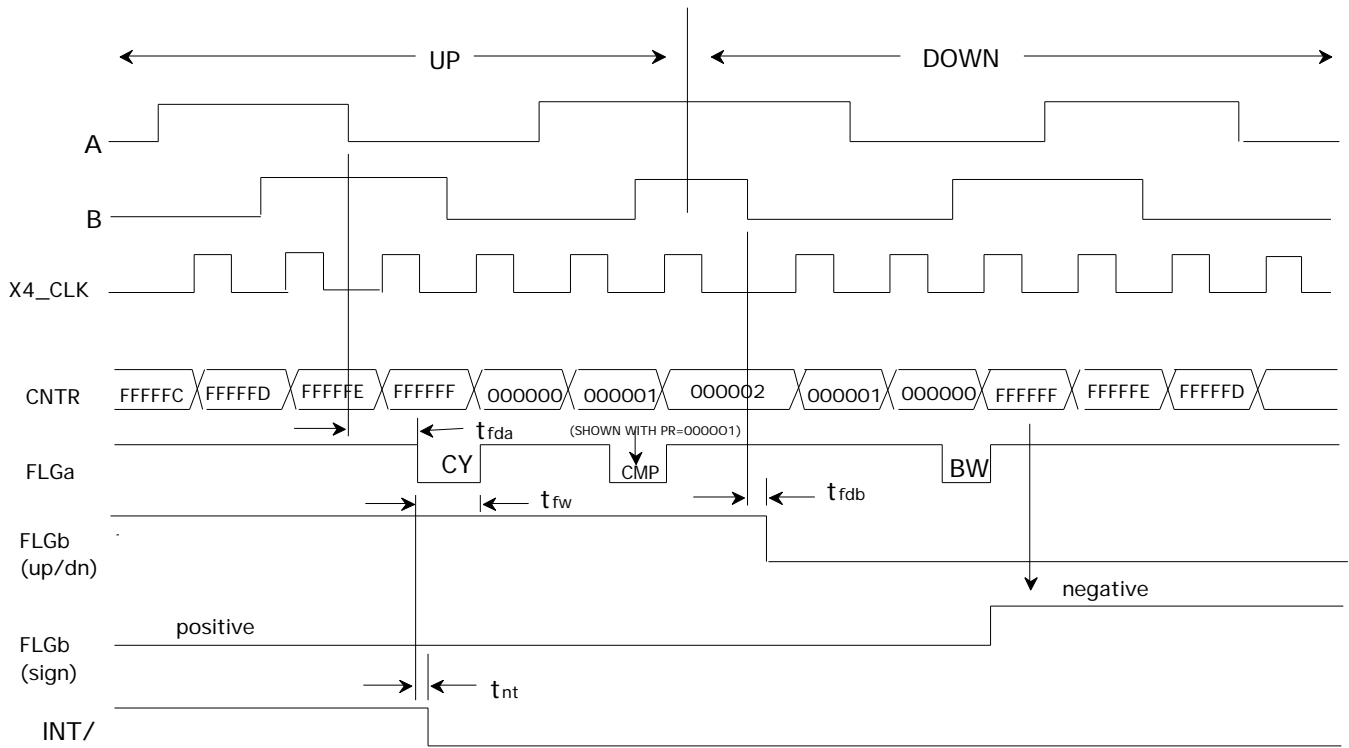 UP DOWN
A
B
X4_CLK
CNTR FFFFFC FFFFFD FFFFFE FFFFFF 000000 000001 000002 000001 000000 FFFFFF FFFFFE FFFFFD
tfda (SHOWN WITH PR=000001)
FLGa CY CMP BW
tfw tfdb
FLGb
(up/dn)
negative
positive
FLGb
(sign)
tnt
INT/